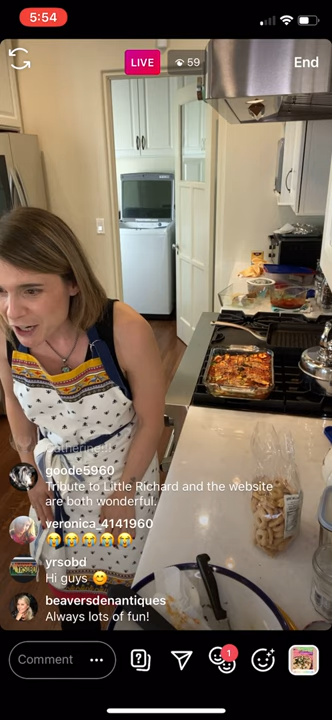 5:54
LIVE
59
End
Catherine!!!
goode5960
Tribute to Little Richard and the website
are both wonderful.
veronica_4141960
😭😭😭😭😭
yrsobd
Hi guys 😊
beaversdenantiques
Always lots of fun!
Comment
1